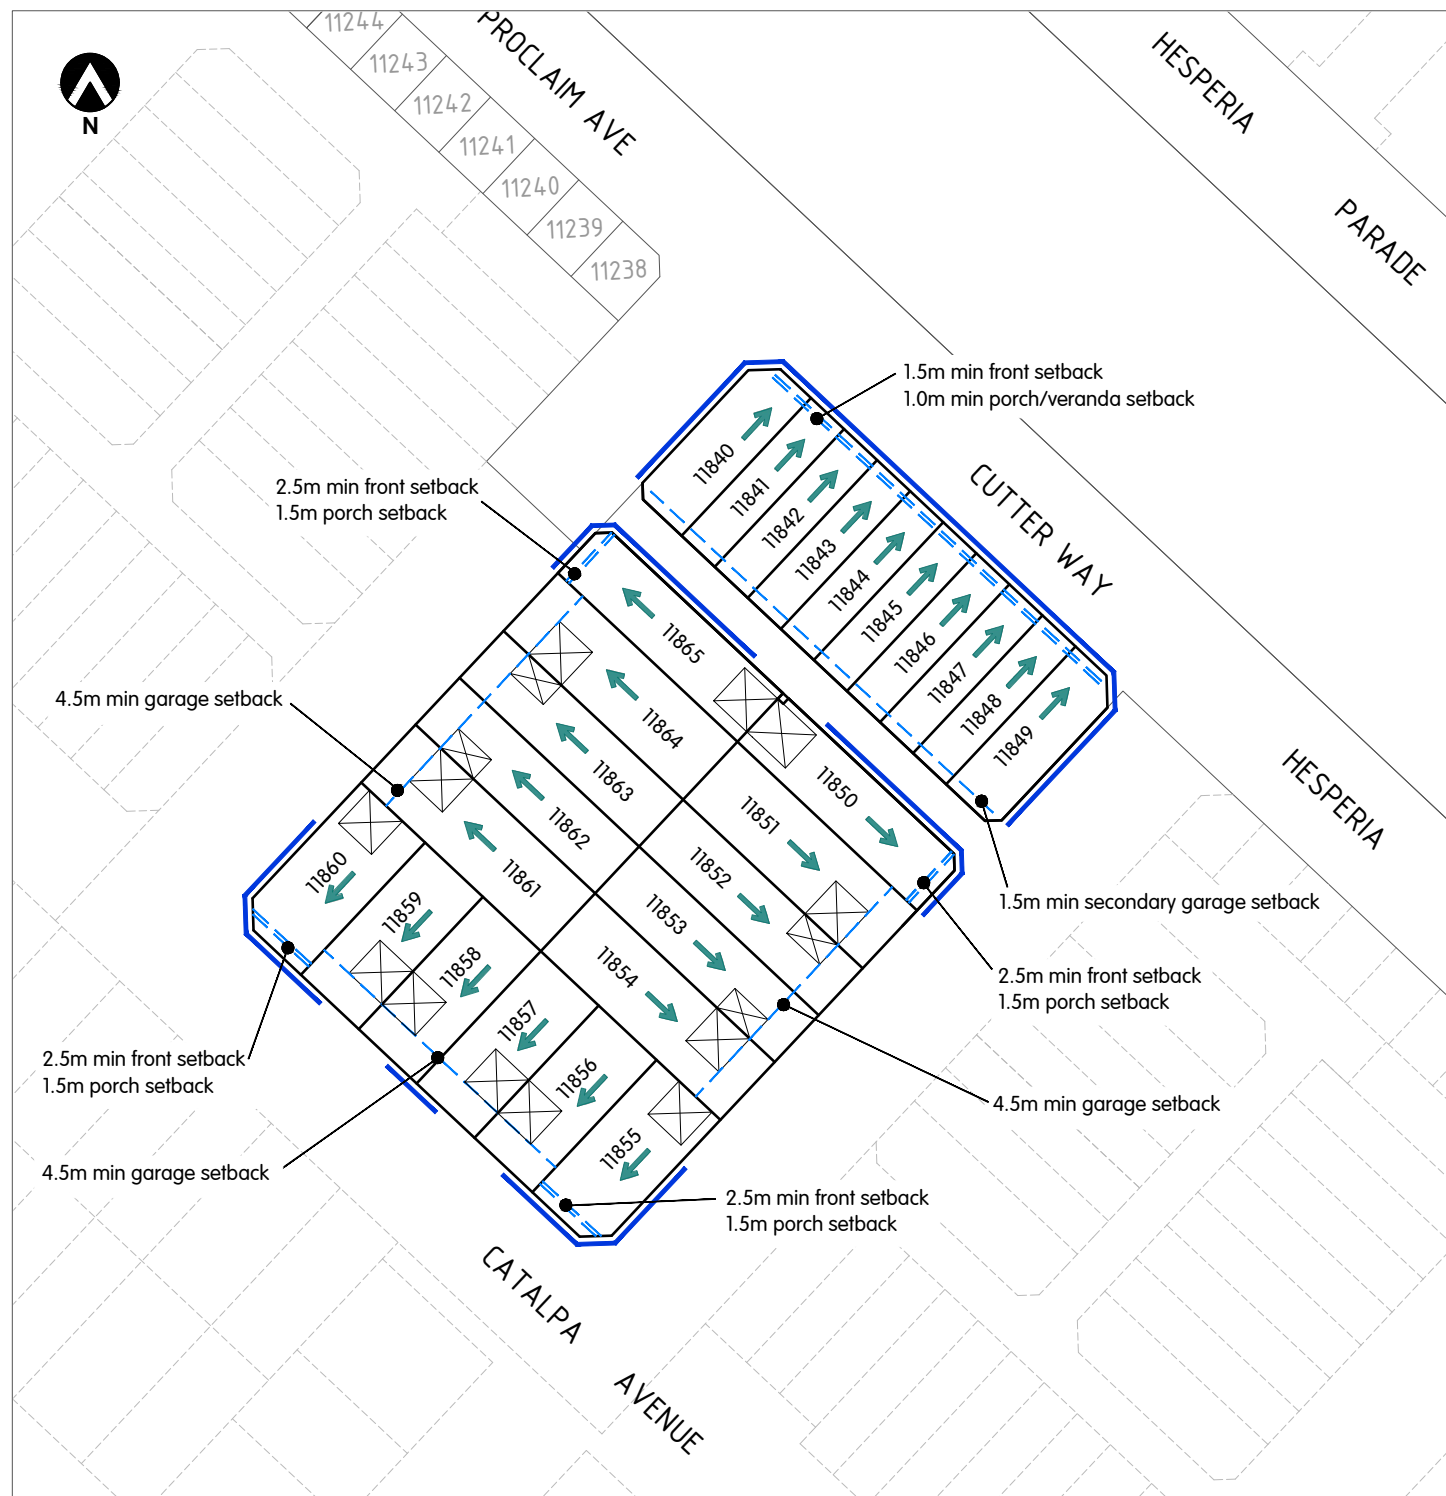 11244
11243
11242
11241
11240
11239
11238
PROCLAIM AVE
HESPERIA
PARADE
N
1.5m min front setback
1.0m min porch/veranda setback
2.5m min front setback
1.5m porch setback
CUTTER WAY
11840
11841
11842
11843
11844
11845
11846
11847
11848
11849
4.5m min garage setback
11865
11864
11863
11862
11861
11850
11851
11852
11853
11854
11860
11859
11858
11857
11856
11855
HESPERIA
1.5m min secondary garage setback
2.5m min front setback
1.5m porch setback
2.5m min front setback
1.5m porch setback
4.5m min garage setback
4.5m min garage setback
2.5m min front setback
1.5m porch setback
CATALPA
AVENUE